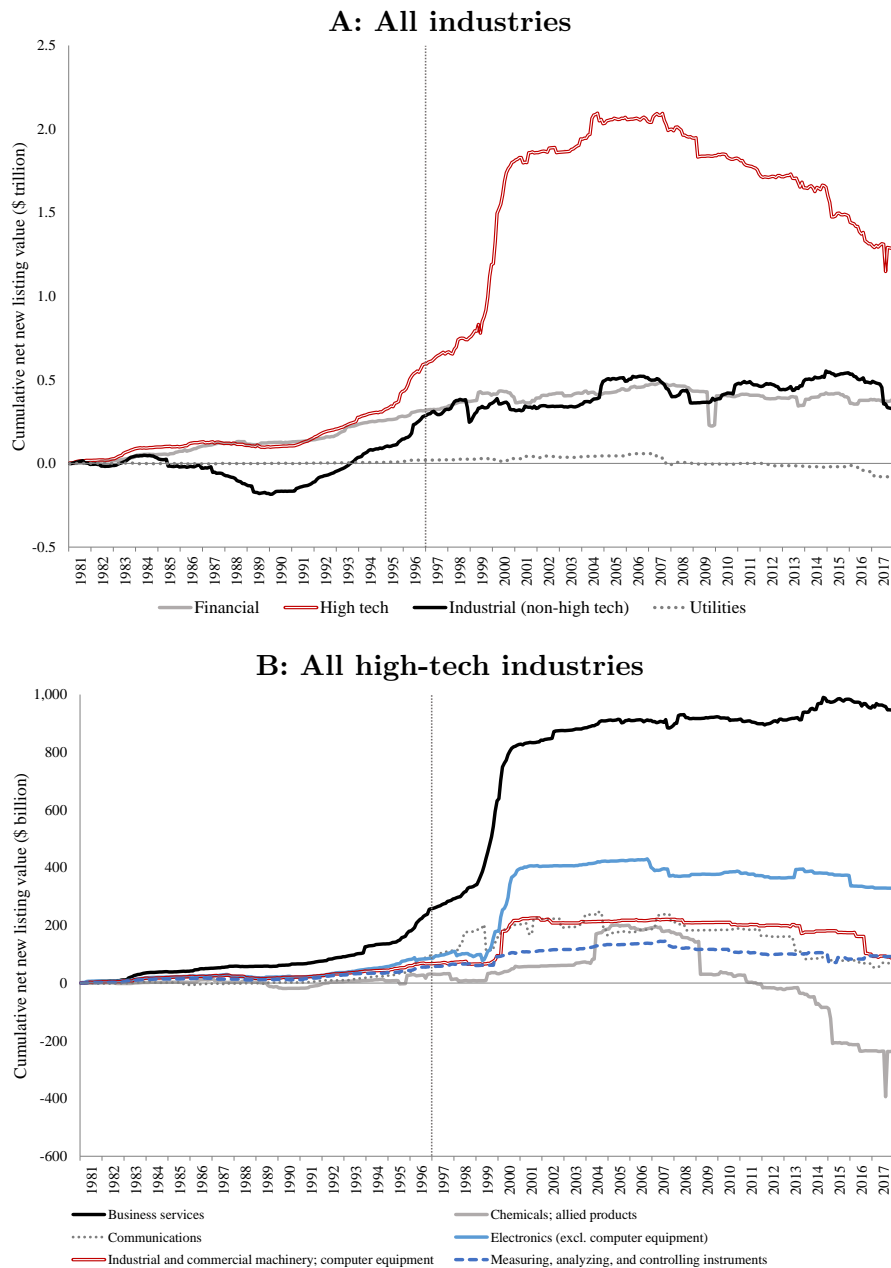 A: All industries
Cumulative net new listing value ($ trillion)
2.5
2.0
1.5
1.0
0.5
0.0
-0.5
1981 1982 1983 1984 1985 1986 1987 1988 1989 1990 1991 1992 1993 1994 1995 1996 1997 1998 1999 2000 2001 2002 2003 2004 2005 2006 2007 2008 2009 2010 2011 2012 2013 2014 2015 2016 2017
Financial High tech Industrial (non-high tech) Utilities
B: All high-tech industries
Cumulative net new listing value ($ billion)
1,000
800
600
400
200
0
-200
-400
-600
1981 1982 1983 1984 1985 1986 1987 1988 1989 1990 1991 1992 1993 1994 1995 1996 1997 1998 1999 2000 2001 2002 2003 2004 2005 2006 2007 2008 2009 2010 2011 2012 2013 2014 2015 2016 2017
Business services Chemicals; allied products
Communications Electronics (excl. computer equipment)
Industrial and commercial machinery; computer equipment Measuring, analyzing, and controlling instruments